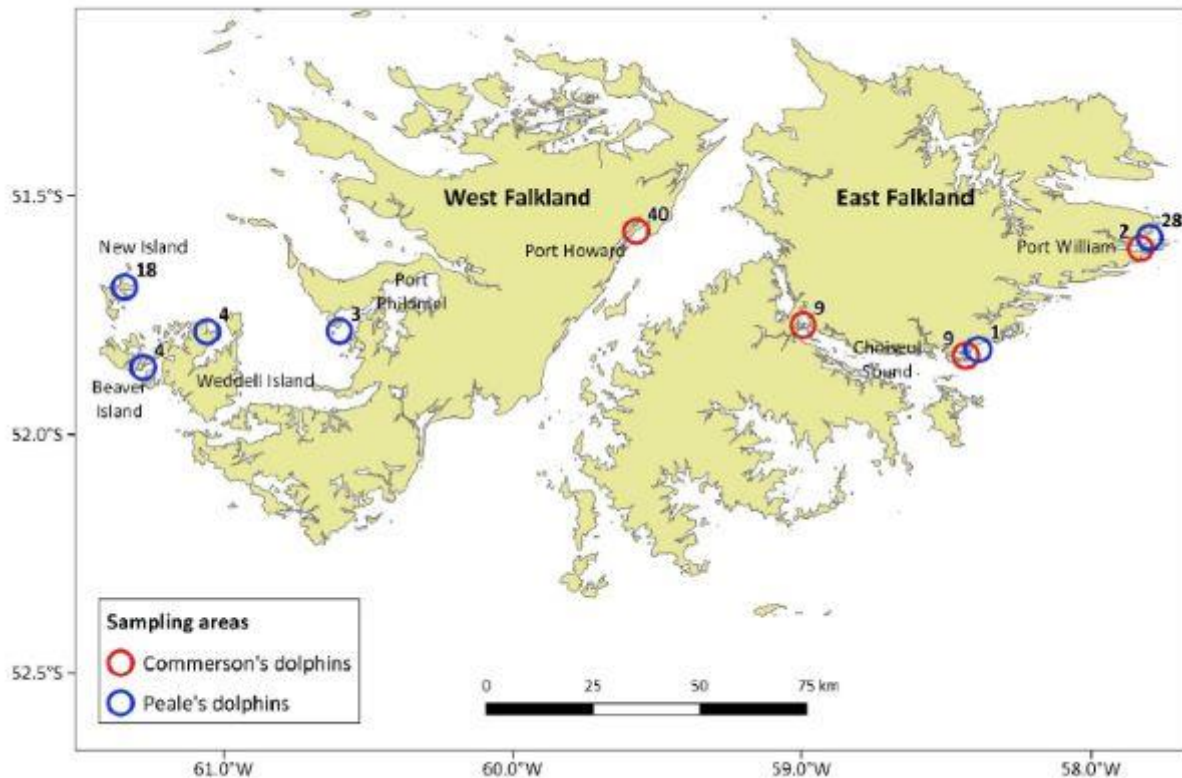 51.5°S
52.0°S
52.5°S
61.0°W
60.0°W
59.0°W
58.0°W
West Falkland
East Falkland
40
28
2
Port Howard
Port William
New Island
18
Port
Philomel
4
3
4
Beaver
Island
Weddell Island
9
Choiseul
Sound
9
1
Sampling areas
Commerson's dolphins
Peale's dolphins
0
25
50
75 km